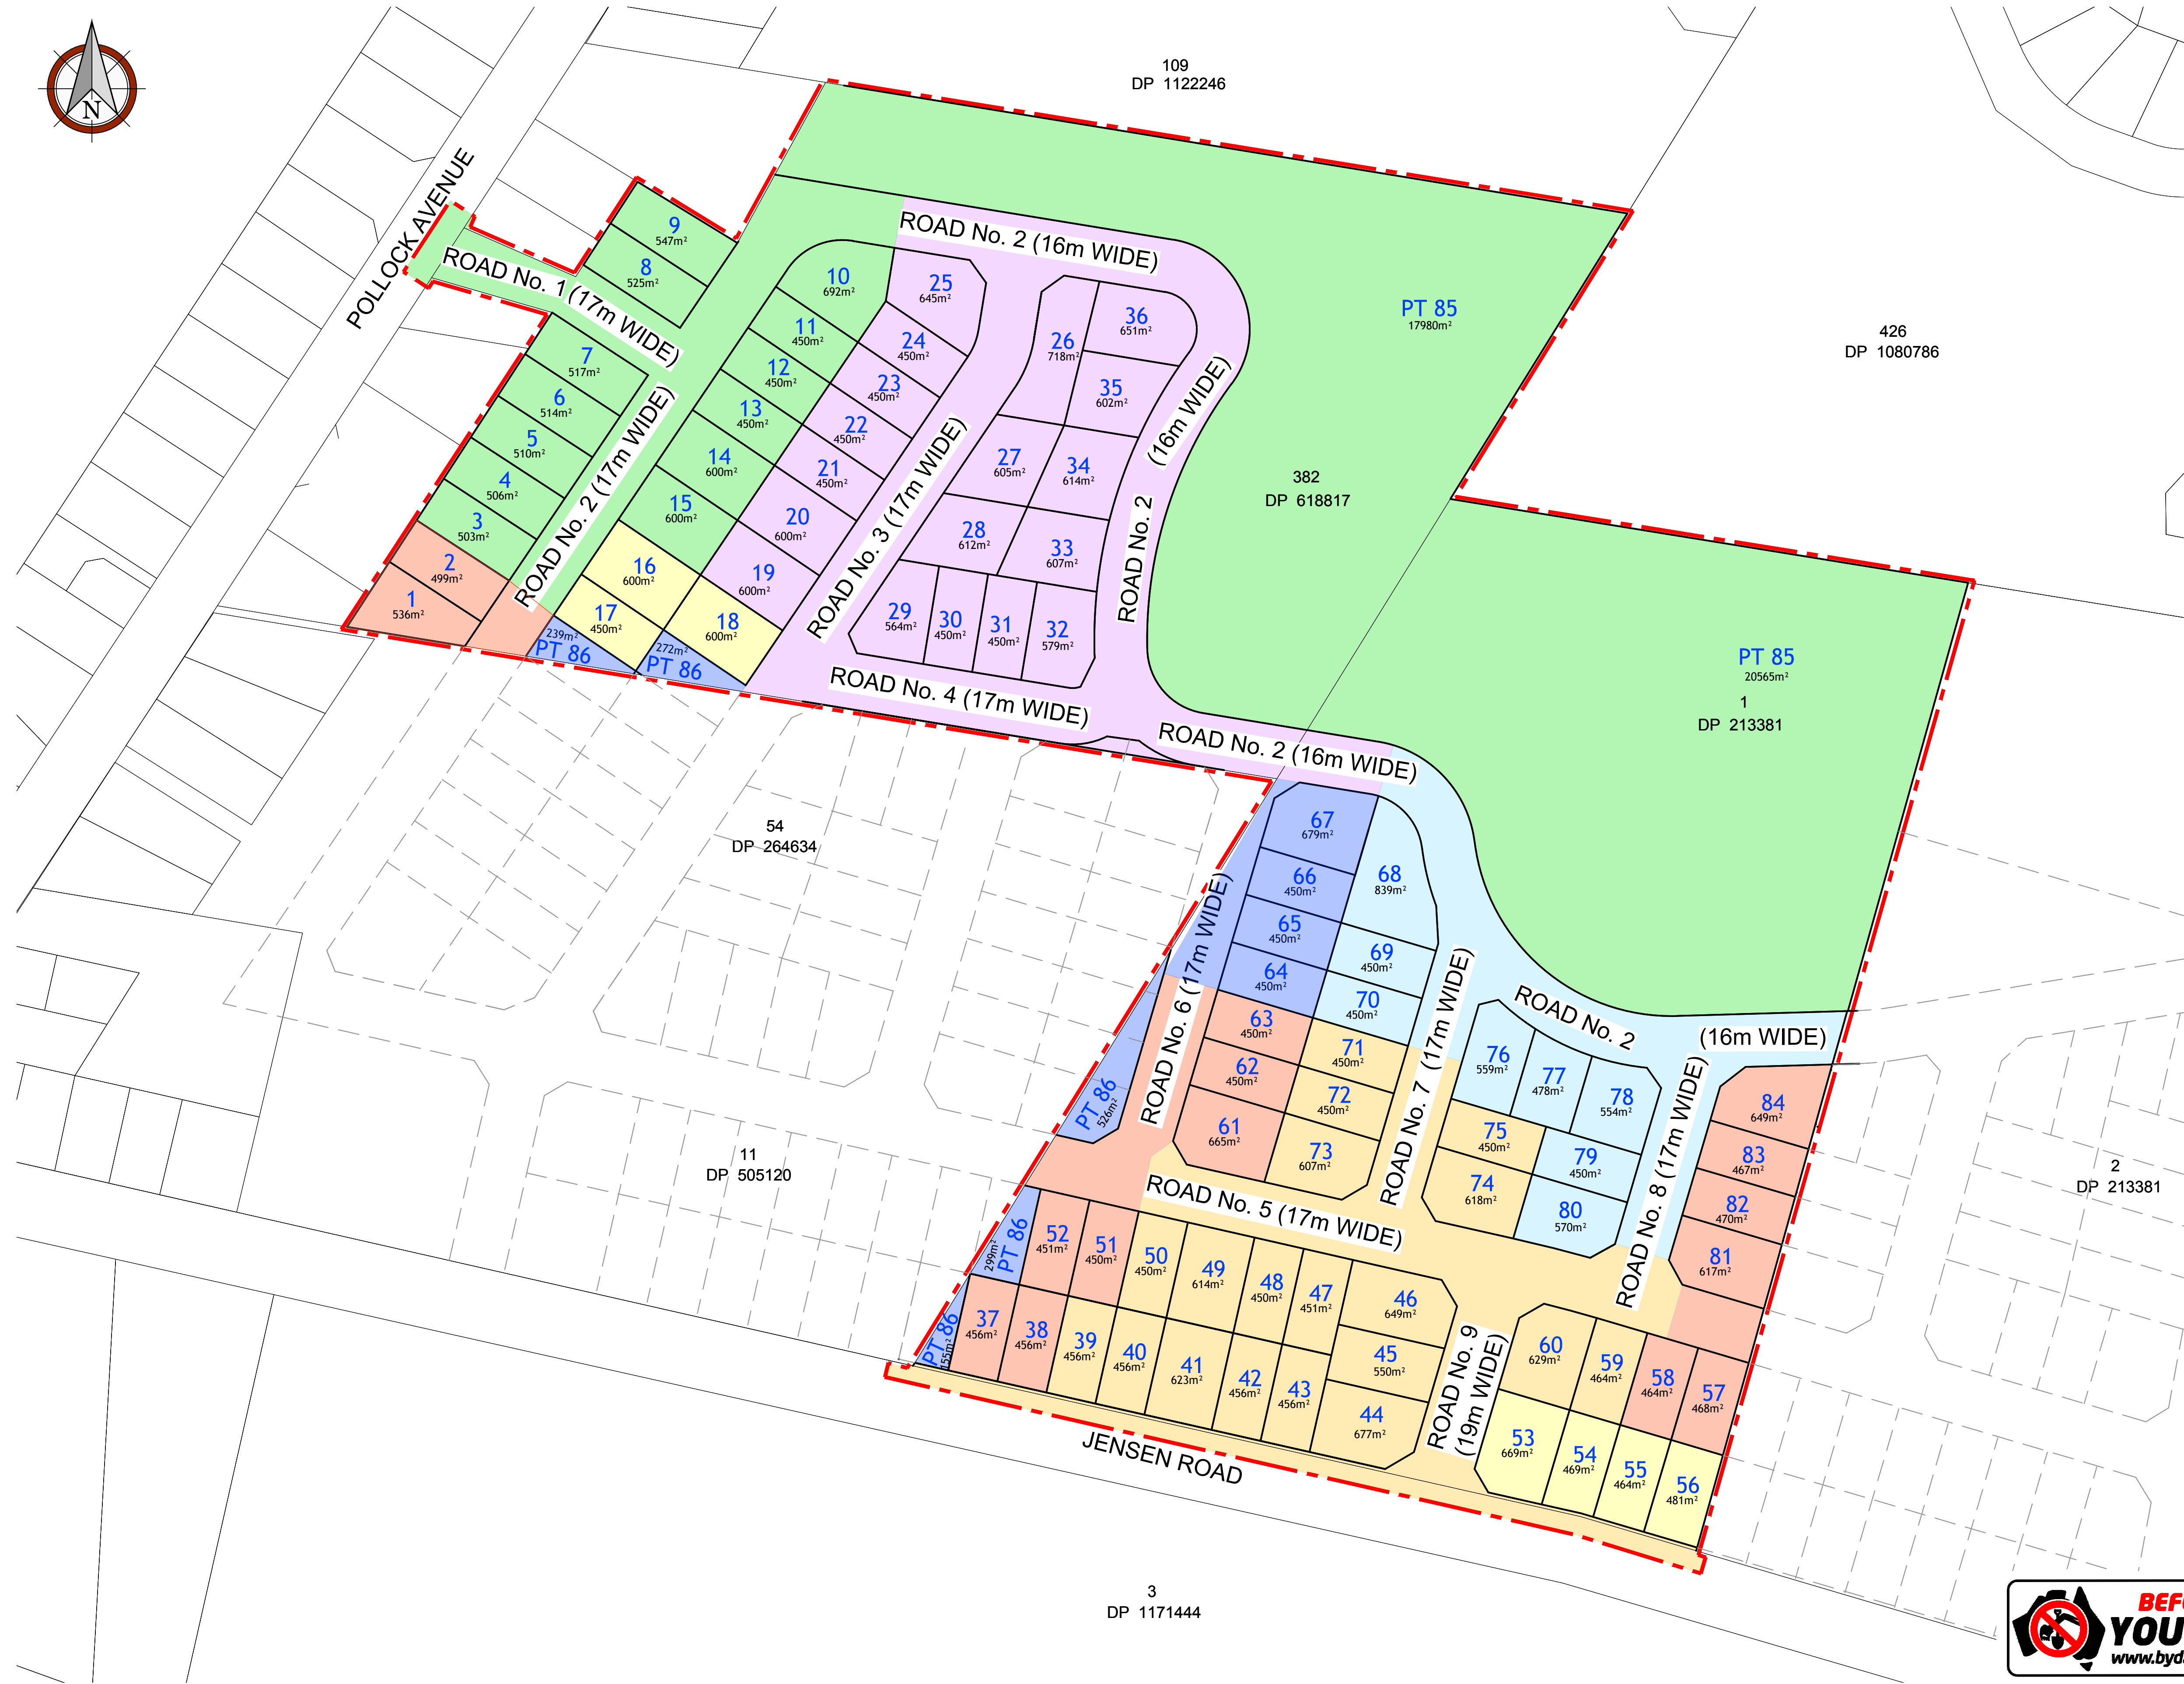 N
109
DP 1122246
POLLOCK AVENUE
ROAD No. 1 (17m WIDE)
9
547m²
8
525m²
ROAD No. 2 (16m WIDE)
7
517m²
6
514m²
5
510m²
4
506m²
3
503m²
2
499m²
1
536m²
ROAD No. 2 (17m WIDE)
10
692m²
11
450m²
12
450m²
13
450m²
14
600m²
15
600m²
16
600m²
17
450m²
18
600m²
239m²
PT 86
272m²
PT 86
25
645m²
24
450m²
23
450m²
22
450m²
21
450m²
20
600m²
19
600m²
ROAD No. 3 (17m WIDE)
26
718m²
36
651m²
35
602m²
27
605m²
34
614m²
28
612m²
33
607m²
29
564m²
30
450m²
31
450m²
32
579m²
ROAD No. 2
(16m WIDE)
ROAD No. 4 (17m WIDE)
ROAD No. 2 (16m WIDE)
PT 85
17980m²
382
DP 618817
426
DP 1080786
PT 85
20565m²
1
DP 213381
54
DP 264634
11
DP 505120
67
679m²
66
450m²
65
450m²
64
450m²
63
450m²
62
450m²
61
665m²
68
839m²
69
450m²
70
450m²
71
450m²
72
450m²
73
607m²
ROAD No. 6 (17m WIDE)
PT 86
526m²
ROAD No. 7 (17m WIDE)
ROAD No. 2
(16m WIDE)
76
559m²
77
478m²
78
554m²
75
450m²
79
450m²
74
618m²
80
570m²
ROAD No. 8 (17m WIDE)
84
649m²
83
467m²
82
470m²
81
617m²
2
DP 213381
ROAD No. 5 (17m WIDE)
299m²
PT 86
52
451m²
51
450m²
50
450m²
49
614m²
48
450m²
47
451m²
46
649m²
45
550m²
44
677m²
PT 86
155m²
37
456m²
38
456m²
39
456m²
40
456m²
41
623m²
42
456m²
43
456m²
ROAD No. 9
(19m WIDE)
60
629m²
59
464m²
58
464m²
57
468m²
53
669m²
54
469m²
55
464m²
56
481m²
JENSEN ROAD
3
DP 1171444
BEF
YOU
www.byd